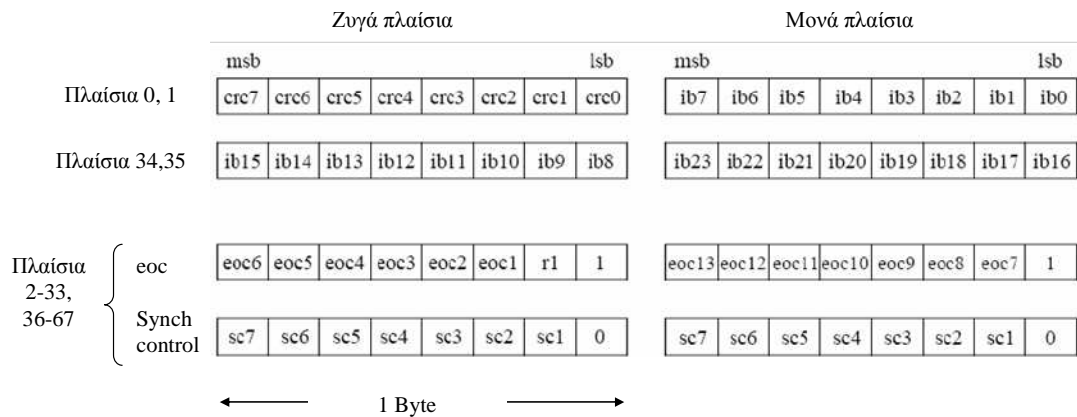 Ζυγά πλαίσια Μονά πλαίσια
msb lsb msb lsb
Πλαίσια 0, 1 crc7 crc6 crc5 crc4 crc3 crc2 crc1 crc0 ib7 ib6 ib5 ib4 ib3 ib2 ib1 ib0
Πλαίσια 34,35 ib15 ib14 ib13 ib12 ib11 ib10 ib9 ib8 ib23 ib22 ib21 ib20 ib19 ib18 ib17 ib16
Πλαίσια
2-33,
36-67
eoc eoc6 eoc5 eoc4 eoc3 eoc2 eoc1 r1 1 eoc13 eoc12 eoc11 eoc10 eoc9 eoc8 eoc7 1
Synch
control sc7 sc6 sc5 sc4 sc3 sc2 sc1 0 sc7 sc6 sc5 sc4 sc3 sc2 sc1 0
1 Byte